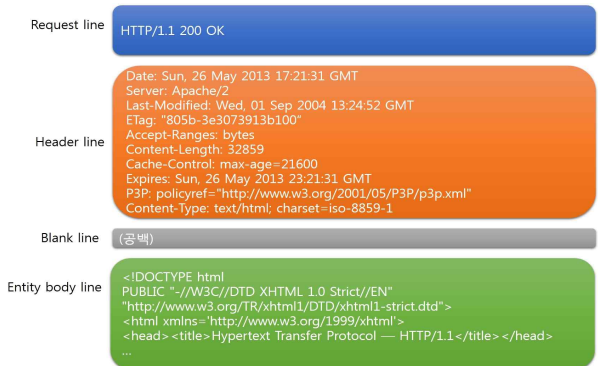 Request line
HTTP/1.1 200 OK
Header line
Date: Sun, 26 May 2013 17:21:31 GMT
Server: Apache/2
Last-Modified: Wed, 01 Sep 2004 13:24:52 GMT
ETag: "805b-3e3073913b100"
Accept-Ranges: bytes
Content-Length: 32859
Cache-Control: max-age=21600
Expires: Sun, 26 May 2013 23:21:31 GMT
P3P: policyref="http://www.w3.org/2001/05/P3P/p3p.xml"
Content-Type: text/html; charset=iso-8859-1
Blank line
(공백)
Entity body line
<!DOCTYPE html
PUBLIC "-//W3C//DTD XHTML 1.0 Strict//EN"
"http://www.w3.org/TR/xhtml1/DTD/xhtml1-strict.dtd">
<html xmlns='http://www.w3.org/1999/xhtml'>
<head><title>Hypertext Transfer Protocol — HTTP/1.1</title></head>
...